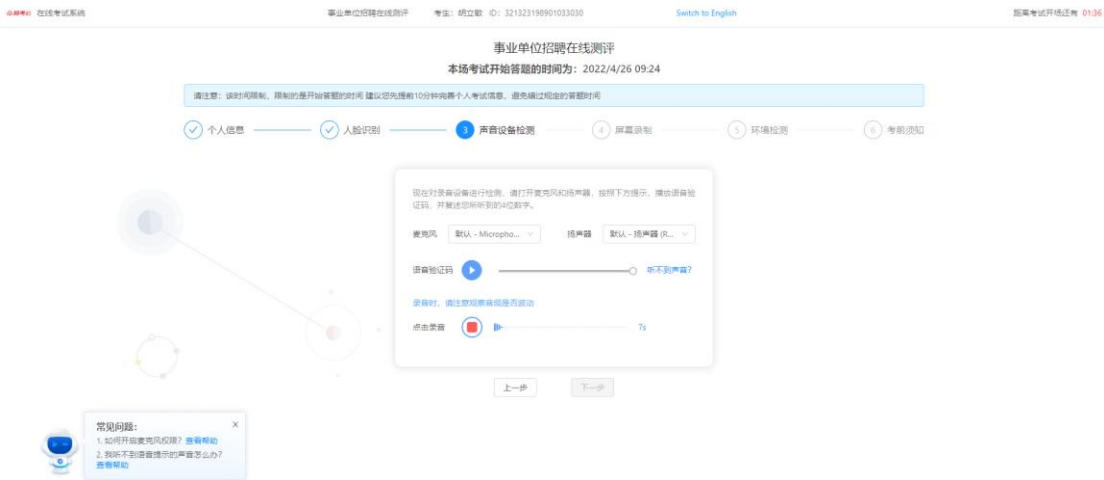 在线考试系统
事业单位招聘在线测评 考生：胡立敏 ID：321323198901033030
Switch to English
距离考试开场还有 01:36
事业单位招聘在线测评
本场考试开始答题的时间为：2022/4/26 09:24
请注意：该时间限制，限制的是开始答题的时间 建议您先提前10分钟完善个人考试信息，避免错过规定的答题时间
个人信息
人脸识别
3 声音设备检测
4 屏幕录制
5 环境检测
6 考前须知
现在对录音设备进行检测，请打开麦克风和扬声器，按照下方提示，播放语音验
证码，并复述您所听到的4位数字。
麦克风 默认 - Micropho... 扬声器 默认 - 扬声器 (R...
语音验证码 听不到声音?
录音时，请注意观察音频是否波动
点击录音 7s
上一步 下一步
常见问题： X
1. 如何开启麦克风权限？查看帮助
2. 我听不到语音提示的声音怎么办？
查看帮助